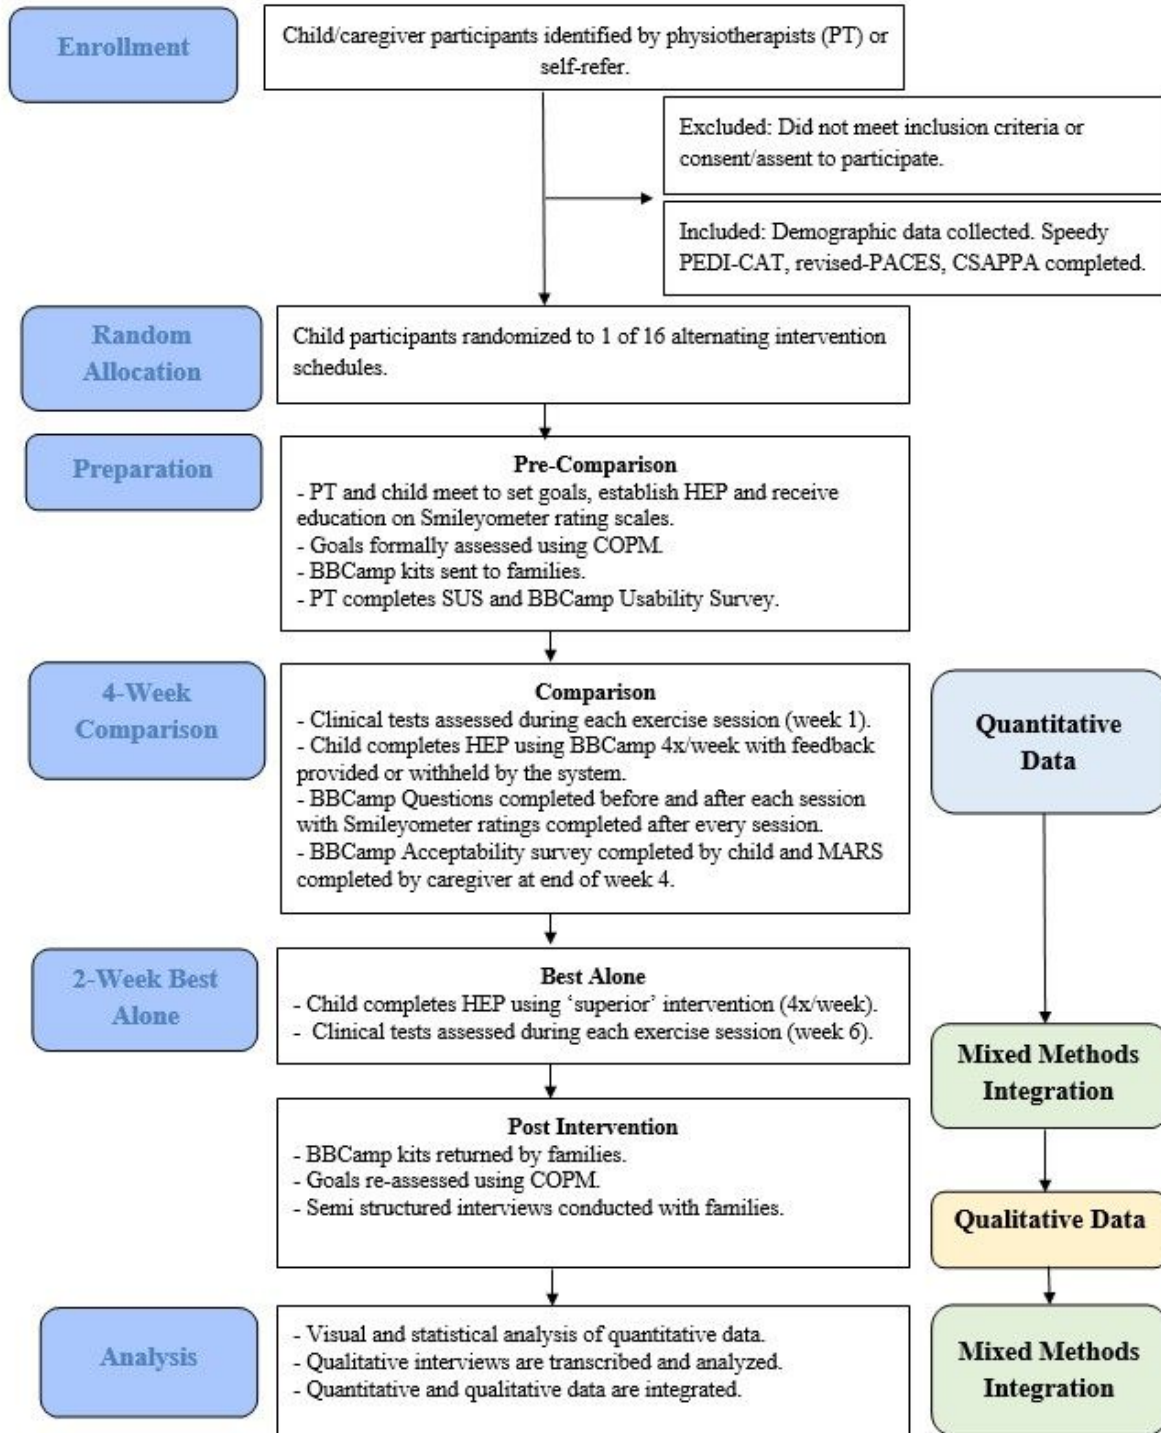 Enrollment
Child/caregiver participants identified by physiotherapists (PT) or
self-refer.
Excluded: Did not meet inclusion criteria or
consent/assent to participate.
Included: Demographic data collected. Speedy
PEDI-CAT, revised-PACES, CSAPPA completed.
Random
Allocation
Child participants randomized to 1 of 16 alternating intervention
schedules.
Preparation
Pre-Comparison
- PT and child meet to set goals, establish HEP and receive
education on Smileyometer rating scales.
- Goals formally assessed using COPM.
- BBCamp kits sent to families.
- PT completes SUS and BBCamp Usability Survey.
4-Week
Comparison
Comparison
- Clinical tests assessed during each exercise session (week 1).
- Child completes HEP using BBCamp 4x/week with feedback
provided or withheld by the system.
- BBCamp Questions completed before and after each session
with Smileyometer ratings completed after every session.
- BBCamp Acceptability survey completed by child and MARS
completed by caregiver at end of week 4.
Quantitative
Data
2-Week Best
Alone
Best Alone
- Child completes HEP using ‘superior’ intervention (4x/week).
- Clinical tests assessed during each exercise session (week 6).
Mixed Methods
Integration
Post Intervention
- BBCamp kits returned by families.
- Goals re-assessed using COPM.
- Semi structured interviews conducted with families.
Qualitative Data
Analysis
- Visual and statistical analysis of quantitative data.
- Qualitative interviews are transcribed and analyzed.
- Quantitative and qualitative data are integrated.
Mixed Methods
Integration